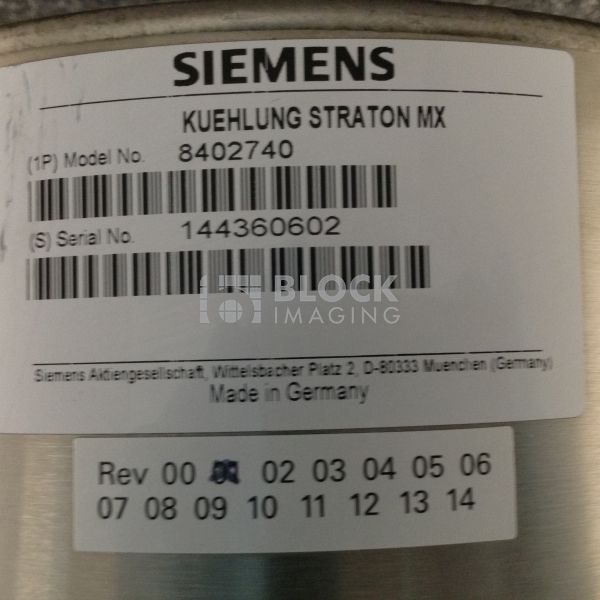 SIEMENS
KUEHLUNG STRATON MX
(1P) Model No. 8402740
(S) Serial No. 144360602
BLOCK
IMAGING
Siemens Aktiengesellschaft, Wittelsbacher Platz 2, D-80333 Muenchen (Germany)
Made in Germany
Rev 00 02 03 04 05 06
07 08 09 10 11 12 13 14